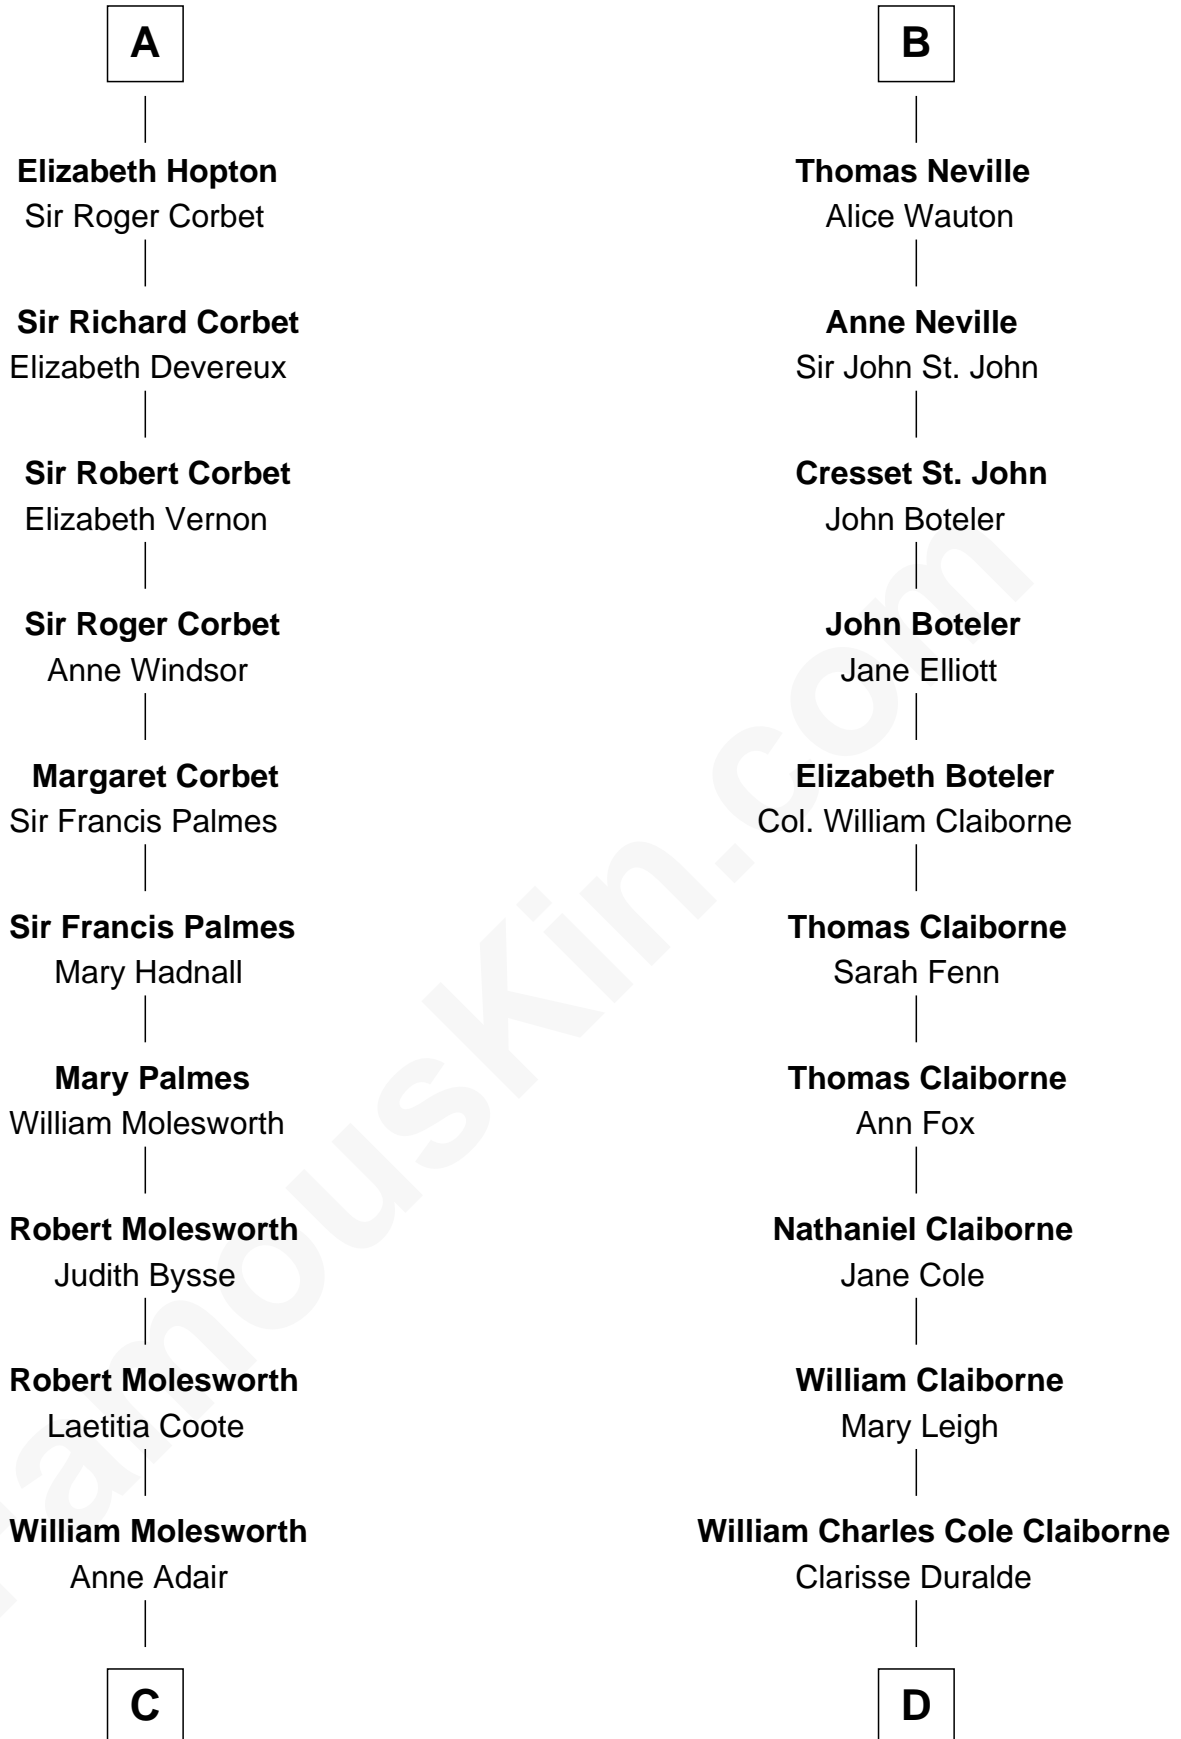 A
Elizabeth Hopton
Sir Roger Corbet
Sir Richard Corbet
Elizabeth Devereux
Sir Robert Corbet
Elizabeth Vernon
Sir Roger Corbet
Anne Windsor
Margaret Corbet
Sir Francis Palmes
Sir Francis Palmes
Mary Hadnall
Mary Palmes
William Molesworth
Robert Molesworth
Judith Bysse
Robert Molesworth
Laetitia Coote
William Molesworth
Anne Adair
C
B
Thomas Neville
Alice Wauton
Anne Neville
Sir John St. John
Cresset St. John
John Boteler
John Boteler
Jane Elliott
Elizabeth Boteler
Col. William Claiborne
Thomas Claiborne
Sarah Fenn
Thomas Claiborne
Ann Fox
Nathaniel Claiborne
Jane Cole
William Claiborne
Mary Leigh
William Charles Cole Claiborne
Clarisse Duralde
D
FamousKin.com